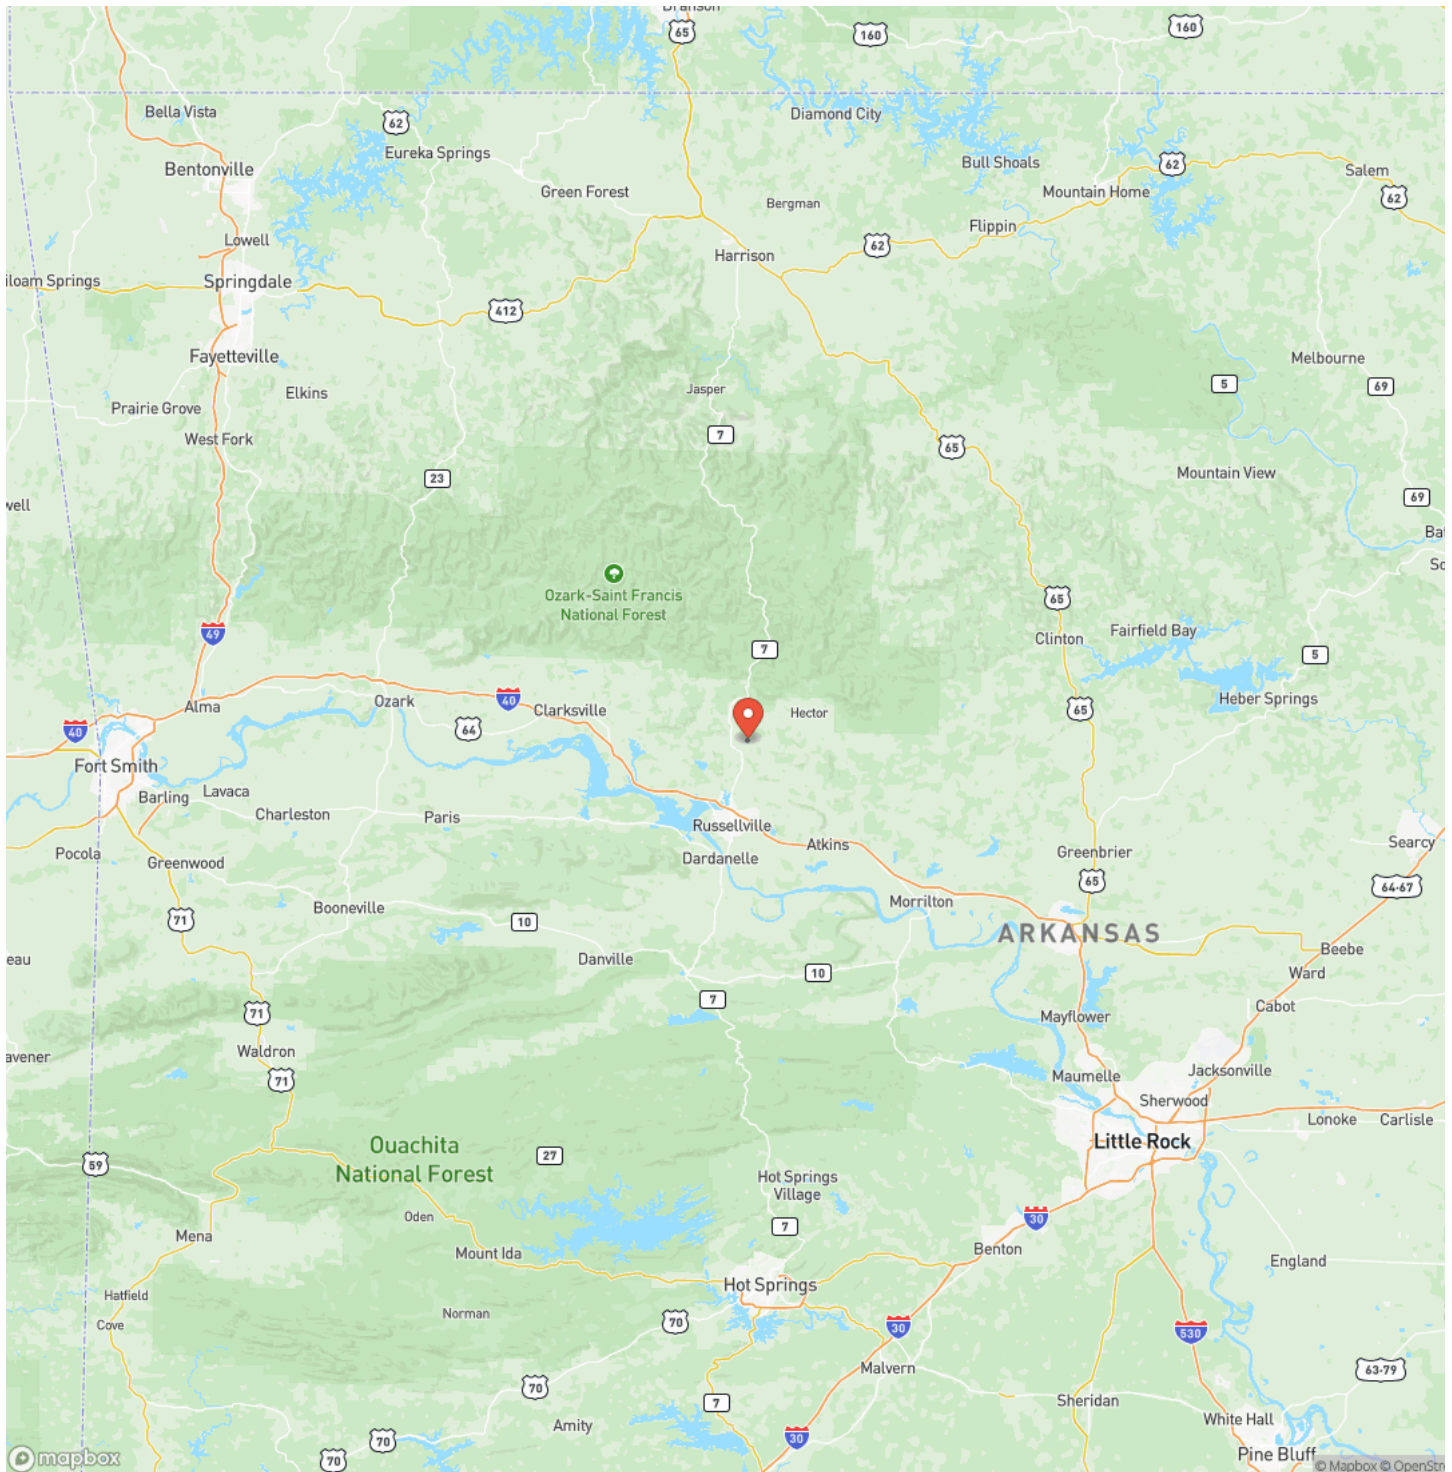 Branson
65
160
160
Bella Vista
62
Diamond City
Eureka Springs
Bull Shoals
62
Bentonville
Green Forest
Mountain Home
Salem
62
Bergman
Flippin
Lowell
62
Harrison
iloam Springs
Springdale
412
Fayetteville
Melbourne
Elkins
Jasper
5
69
Prairie Grove
West Fork
7
65
23
Mountain View
69
well
Ozark-Saint Francis
National Forest
65
49
Clinton
Fairfield Bay
7
5
Alma
Ozark
40
Clarksville
Hector
65
Heber Springs
40
64
Fort Smith
Barling
Lavaca
Charleston
Paris
Russellville
Atkins
Searcy
Pocola
Greenwood
Dardanelle
Greenbrier
65
64-67
71
Booneville
10
Morrilton
ARKANSAS
Beebe
eau
Danville
10
Ward
7
Cabot
71
Mayflower
Waldron
avener
71
Maumelle
Jacksonville
Sherwood
Lonoke
Carlisle
Little Rock
Ouachita
National Forest
27
59
Hot Springs
Village
Oden
7
30
Mena
Mount Ida
Benton
England
Hot Springs
Hatfield
Norman
Cove
70
30
530
Malvern
63-79
70
7
Sheridan
Amity
White Hall
70
30
70
Pine Bluff
mapbox
© Mapbox © OpenStre